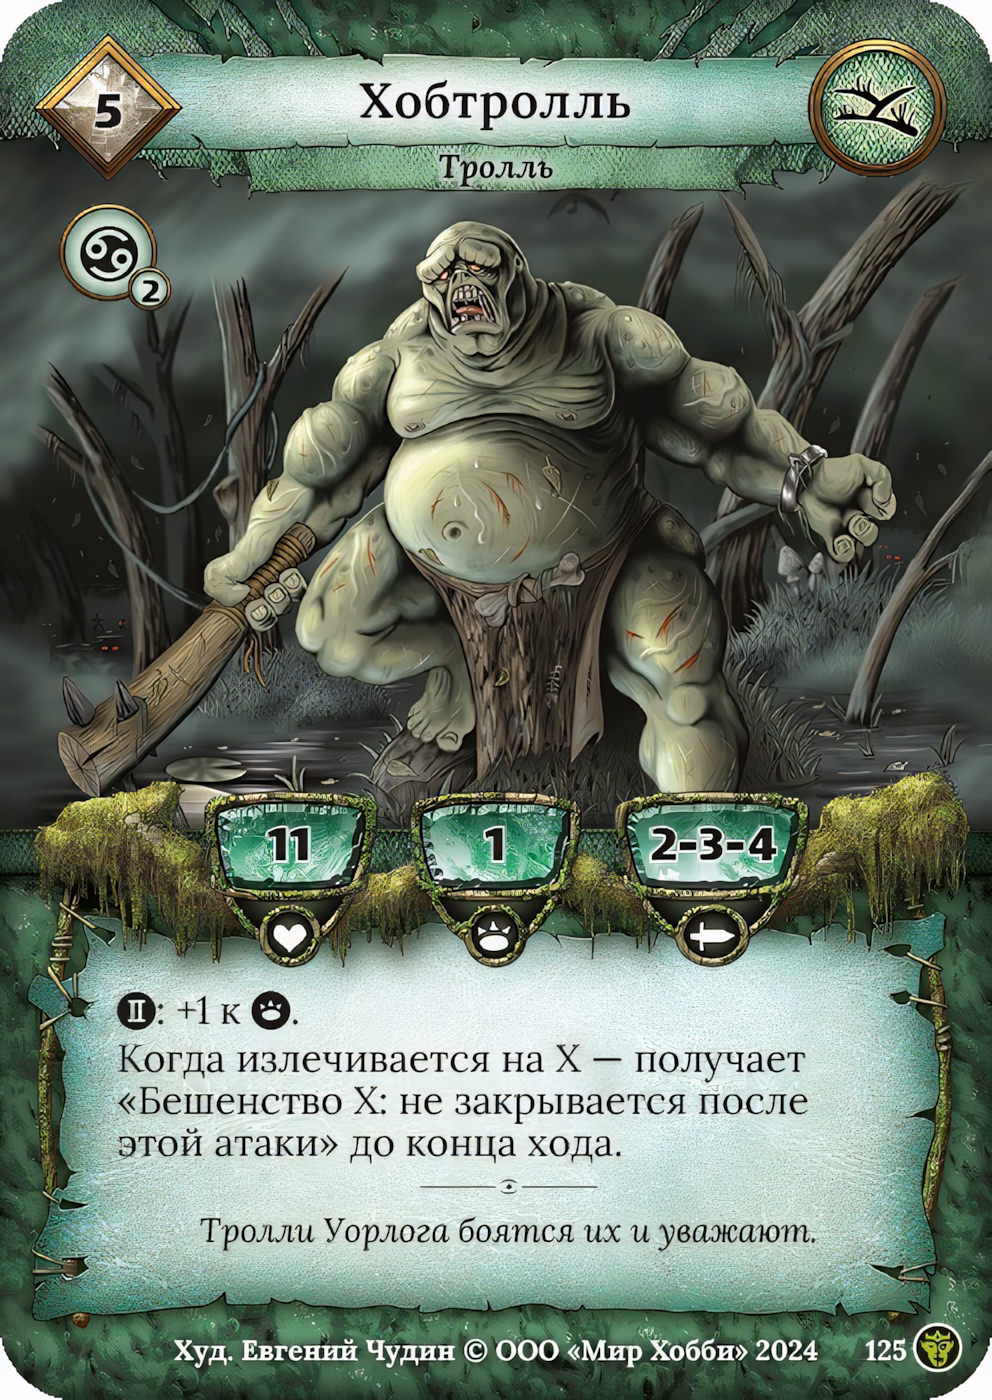 5
Хобтролль
Тролль
2
11
1
2-3-4
II: +1 к .
Когда излечивается на X — получает
«Бешенство X: не закрывается после
этой атаки» до конца хода.
Тролли Уорлога боятся их и уважают.
Худ. Евгений Чудин © ООО «Мир Хобби» 2024
125